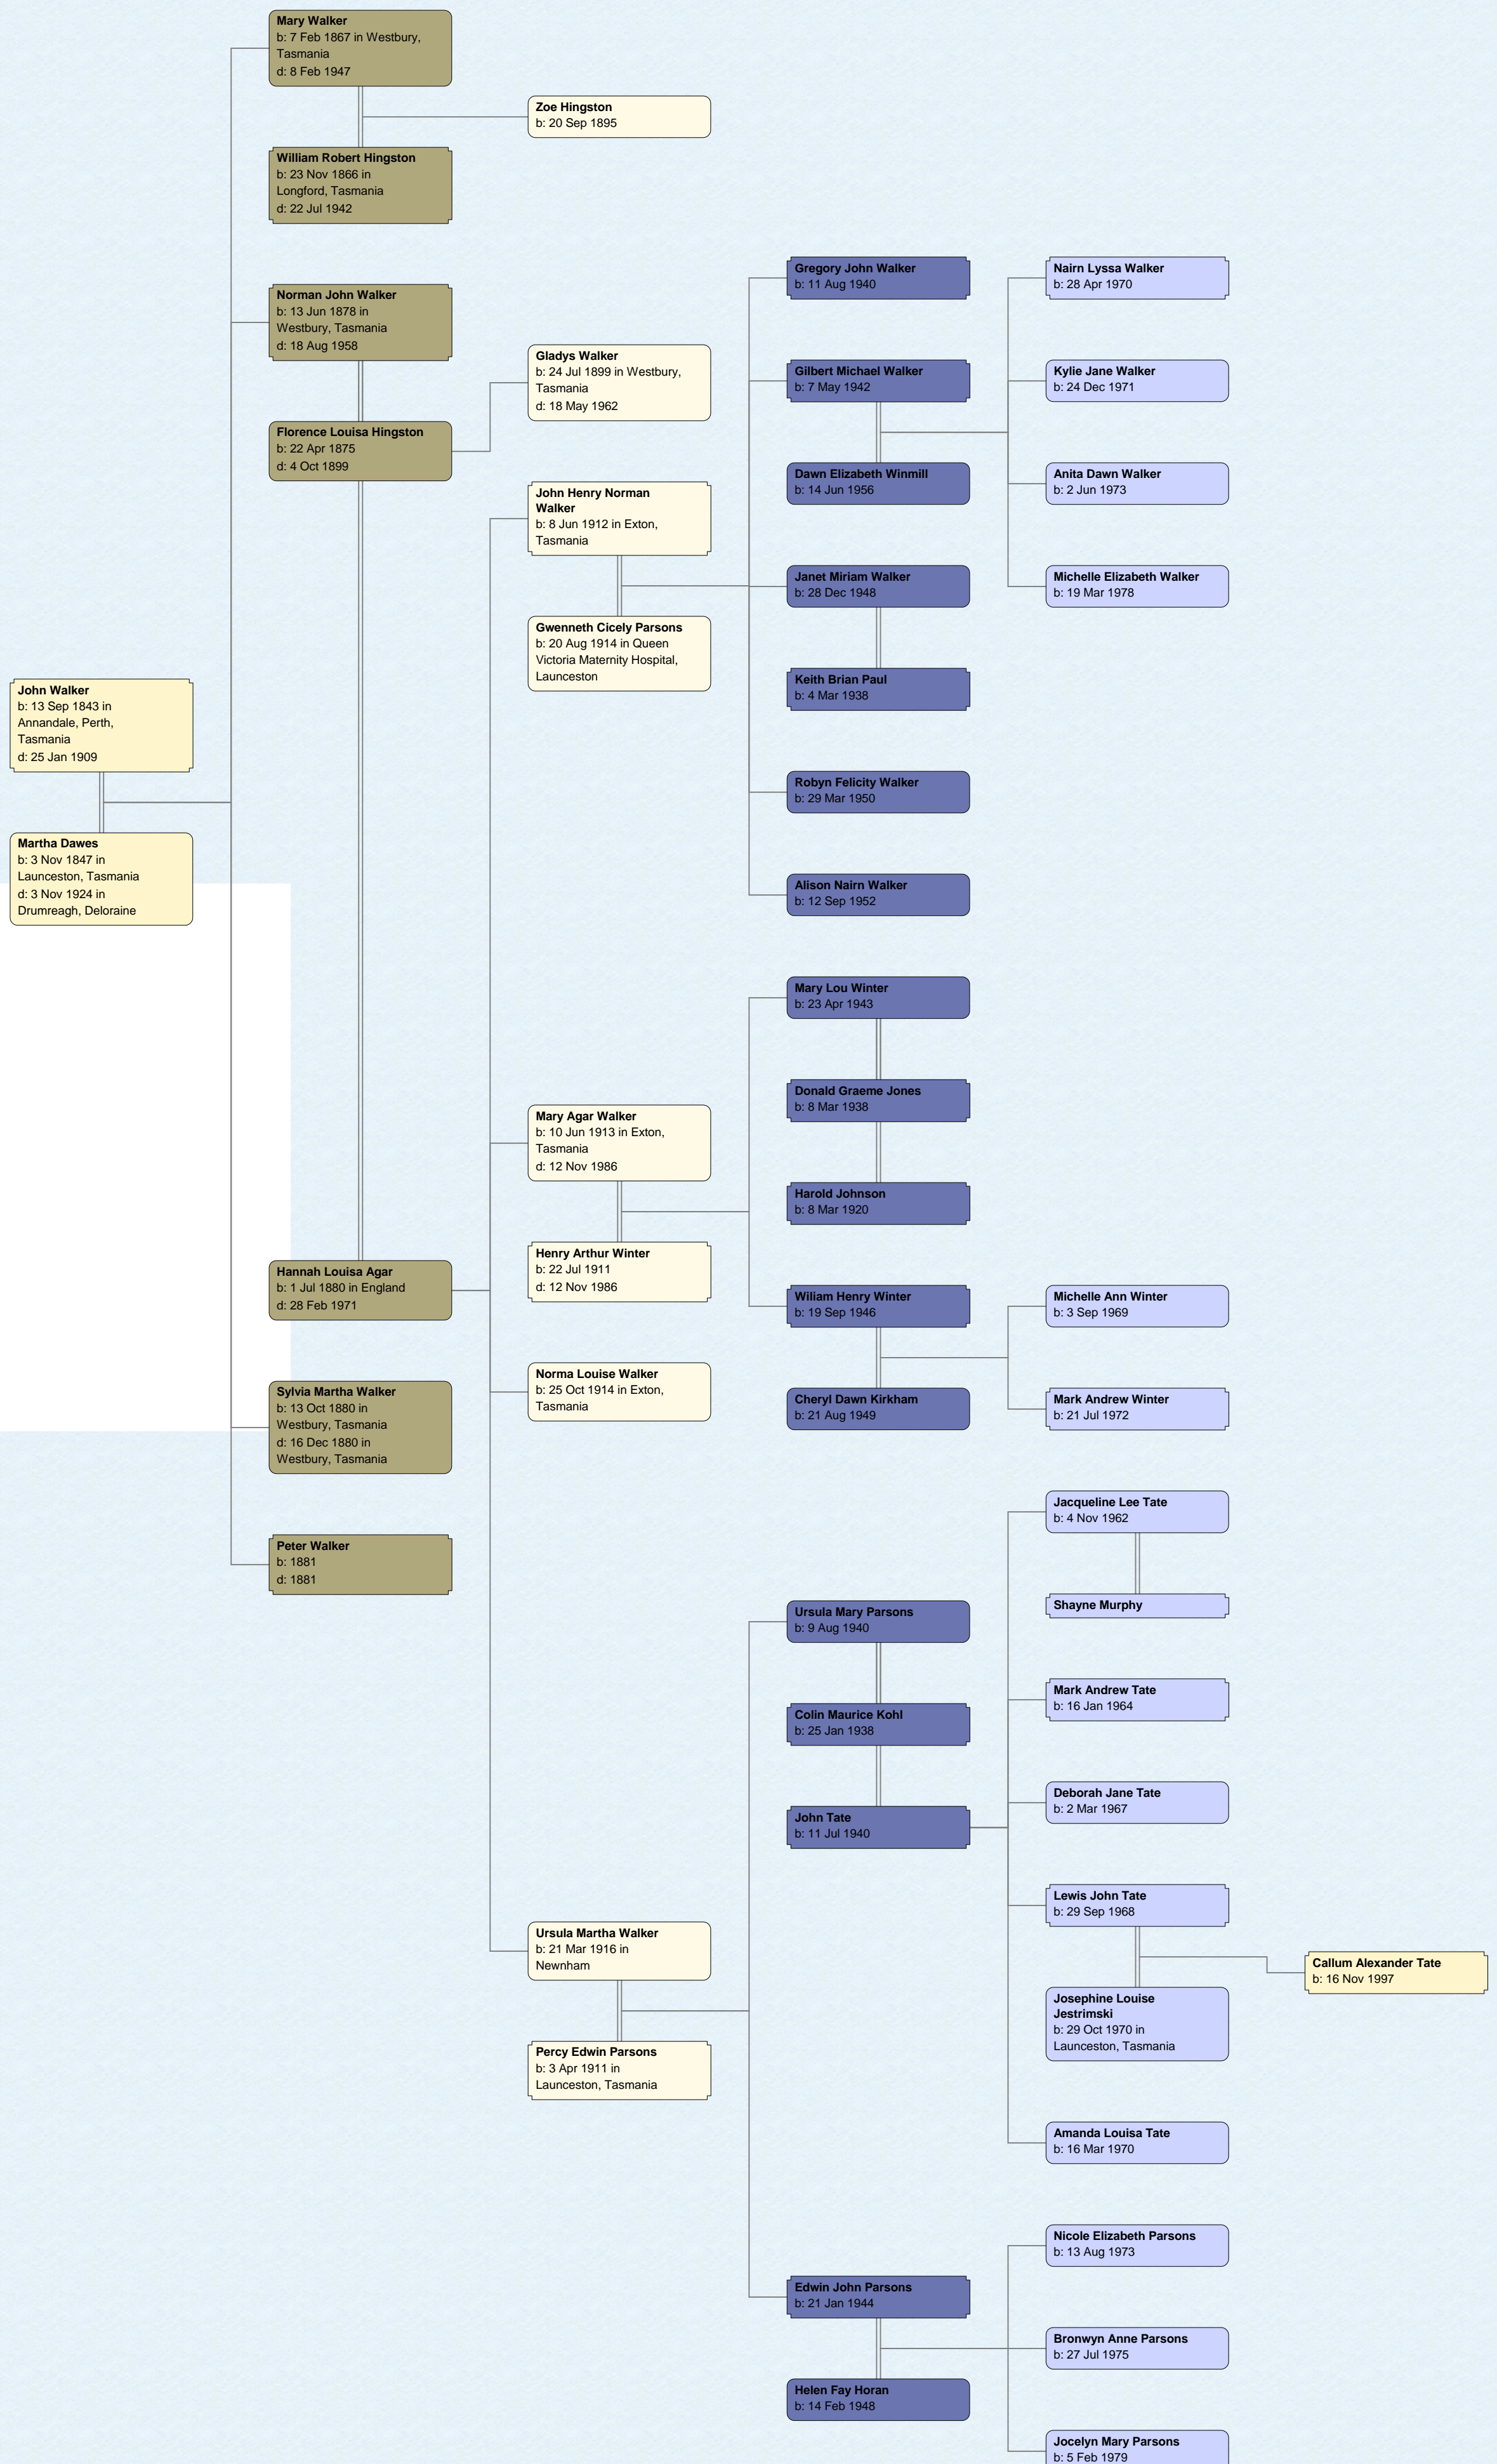 John Walker
b: 13 Sep 1843 in
Annandale, Perth,
Tasmania
d: 25 Jan 1909
Martha Dawes
b: 3 Nov 1847 in
Launceston, Tasmania
d: 3 Nov 1924 in
Drumreagh, Deloraine
Mary Walker
b: 7 Feb 1867 in Westbury,
Tasmania
d: 8 Feb 1947
William Robert Hingston
b: 23 Nov 1866 in
Longford, Tasmania
d: 22 Jul 1942
Norman John Walker
b: 13 Jun 1878 in
Westbury, Tasmania
d: 18 Aug 1958
Florence Louisa Hingston
b: 22 Apr 1875
d: 4 Oct 1899
Hannah Louisa Agar
b: 1 Jul 1880 in England
d: 28 Feb 1971
Sylvia Martha Walker
b: 13 Oct 1880 in
Westbury, Tasmania
d: 16 Dec 1880 in
Westbury, Tasmania
Peter Walker
b: 1881
d: 1881
Zoe Hingston
b: 20 Sep 1895
Gladys Walker
b: 24 Jul 1899 in Westbury,
Tasmania
d: 18 May 1962
John Henry Norman
Walker
b: 8 Jun 1912 in Exton,
Tasmania
Gwenneth Cicely Parsons
b: 20 Aug 1914 in Queen
Victoria Maternity Hospital,
Launceston
Mary Agar Walker
b: 10 Jun 1913 in Exton,
Tasmania
d: 12 Nov 1986
Henry Arthur Winter
b: 22 Jul 1911
d: 12 Nov 1986
Norma Louise Walker
b: 25 Oct 1914 in Exton,
Tasmania
Ursula Martha Walker
b: 21 Mar 1916 in
Newnham
Percy Edwin Parsons
b: 3 Apr 1911 in
Launceston, Tasmania
Gregory John Walker
b: 11 Aug 1940
Gilbert Michael Walker
b: 7 May 1942
Dawn Elizabeth Winmill
b: 14 Jun 1956
Janet Miriam Walker
b: 28 Dec 1948
Keith Brian Paul
b: 4 Mar 1938
Robyn Felicity Walker
b: 29 Mar 1950
Alison Nairn Walker
b: 12 Sep 1952
Mary Lou Winter
b: 23 Apr 1943
Donald Graeme Jones
b: 8 Mar 1938
Harold Johnson
b: 8 Mar 1920
Wiliam Henry Winter
b: 19 Sep 1946
Cheryl Dawn Kirkham
b: 21 Aug 1949
Ursula Mary Parsons
b: 9 Aug 1940
Colin Maurice Kohl
b: 25 Jan 1938
John Tate
b: 11 Jul 1940
Edwin John Parsons
b: 21 Jan 1944
Helen Fay Horan
b: 14 Feb 1948
Nairn Lyssa Walker
b: 28 Apr 1970
Kylie Jane Walker
b: 24 Dec 1971
Anita Dawn Walker
b: 2 Jun 1973
Michelle Elizabeth Walker
b: 19 Mar 1978
Michelle Ann Winter
b: 3 Sep 1969
Mark Andrew Winter
b: 21 Jul 1972
Jacqueline Lee Tate
b: 4 Nov 1962
Shayne Murphy
Mark Andrew Tate
b: 16 Jan 1964
Deborah Jane Tate
b: 2 Mar 1967
Lewis John Tate
b: 29 Sep 1968
Josephine Louise
Jestrimski
b: 29 Oct 1970 in
Launceston, Tasmania
Amanda Louisa Tate
b: 16 Mar 1970
Nicole Elizabeth Parsons
b: 13 Aug 1973
Bronwyn Anne Parsons
b: 27 Jul 1975
Jocelyn Mary Parsons
b: 5 Feb 1979
Callum Alexander Tate
b: 16 Nov 1997